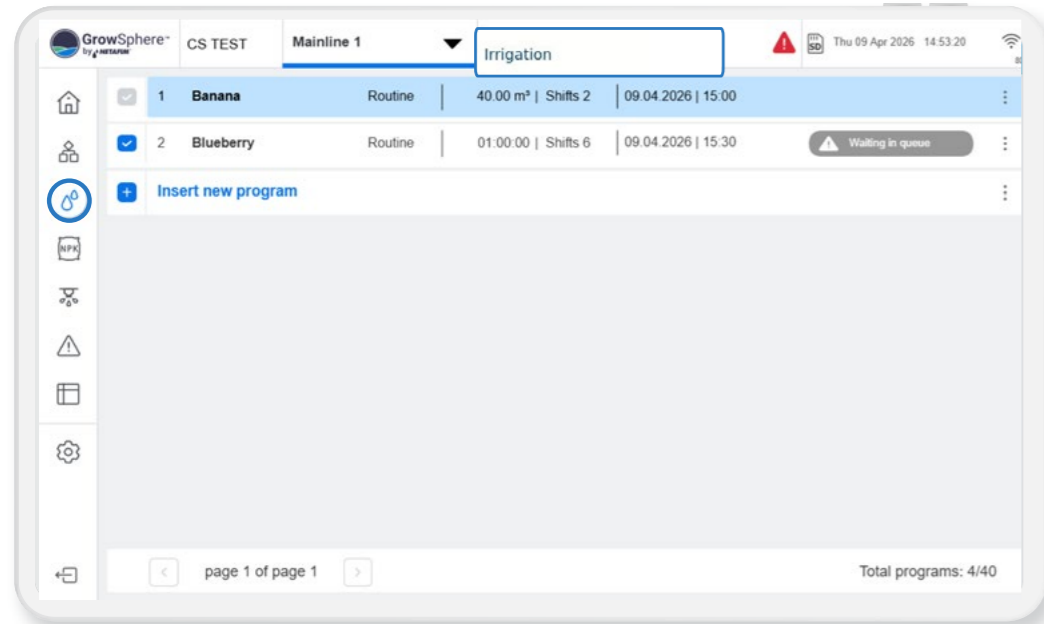 GrowSphere™
by NETAFIM
CS TEST
Mainline 1
Irrigation
SD
Thu 09 Apr 2026 14:53:20
1 Banana Routine 40.00 m³ | Shifts 2 09.04.2026 | 15:00
2 Blueberry Routine 01:00:00 | Shifts 6 09.04.2026 | 15:30 Waiting in queue
Insert new program
NPK
page 1 of page 1
Total programs: 4/40